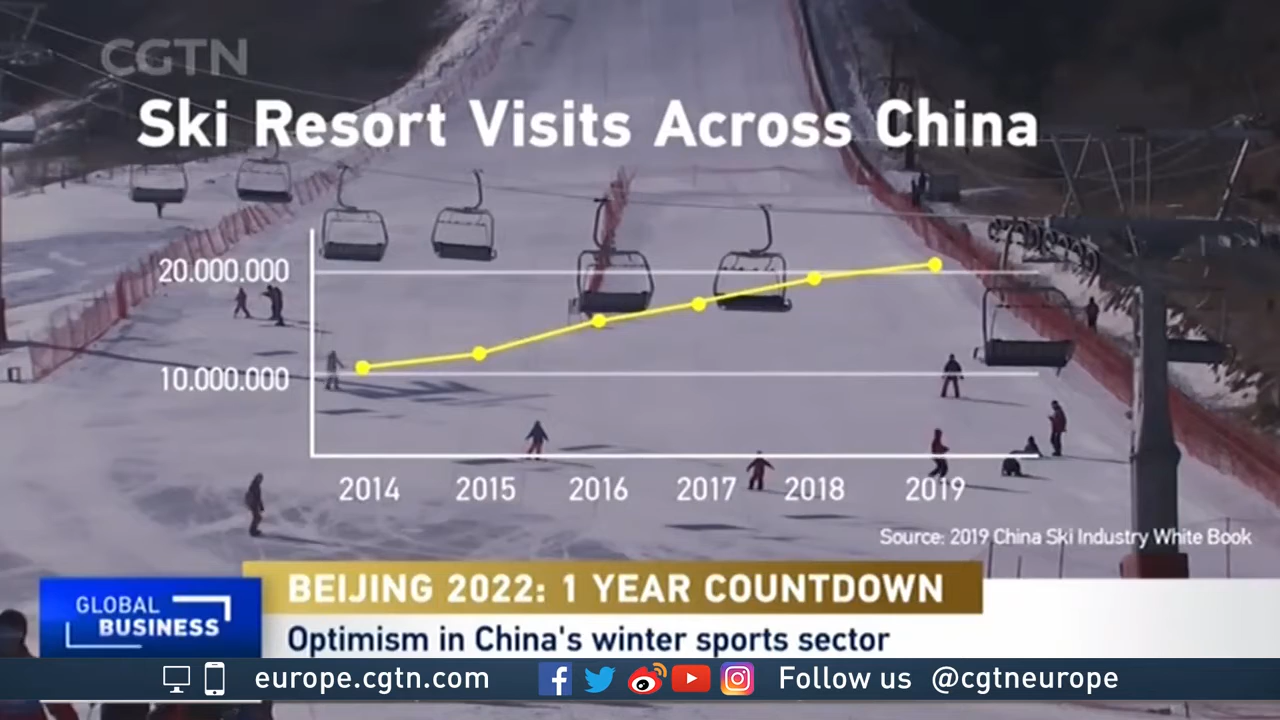 CGTN
Ski Resort Visits Across China
20.000.000
10.000.000
2014 2015 2016 2017 2018 2019
Source: 2019 China Ski Industry White Book
BEIJING 2022: 1 YEAR COUNTDOWN
GLOBAL
BUSINESS
Optimism in China's winter sports sector
europe.cgtn.com Follow us @cgtneurope